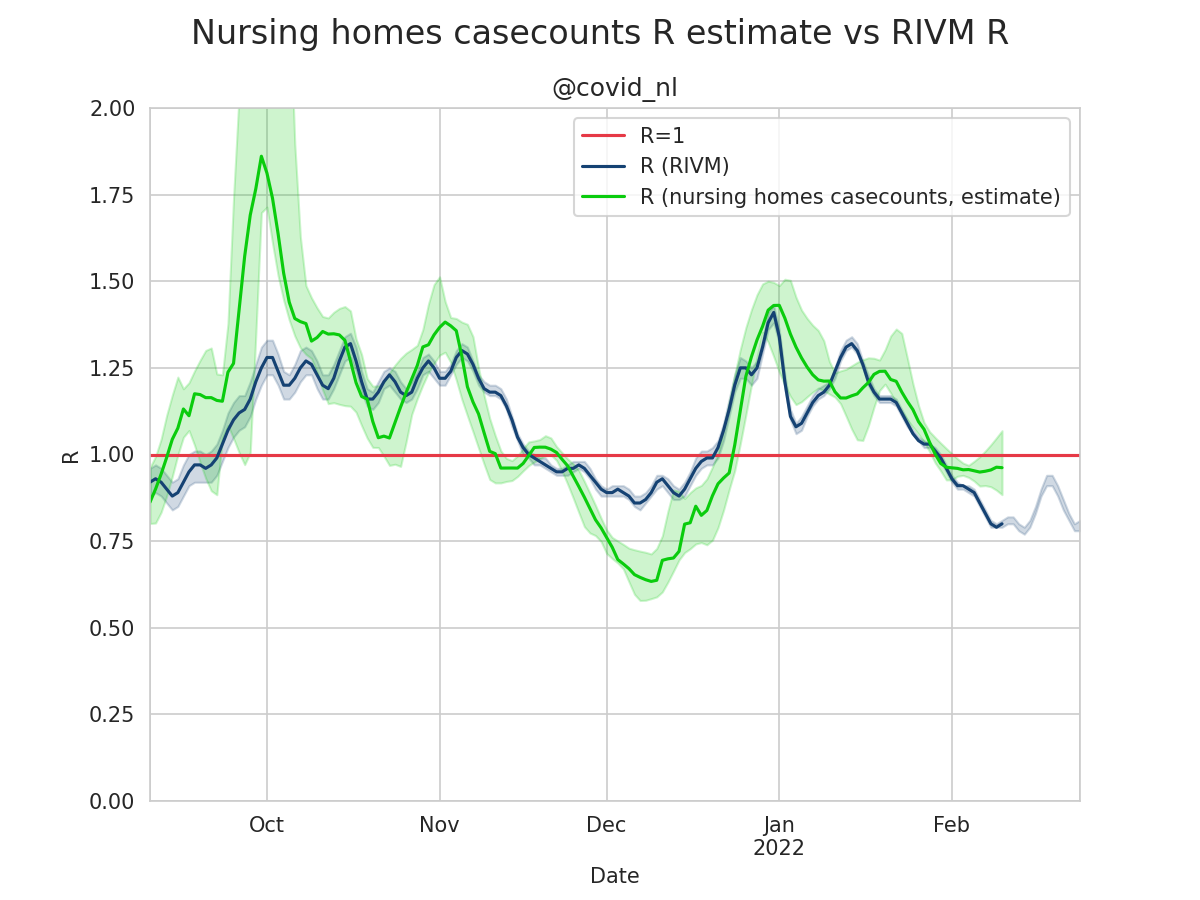 Nursing homes casecounts R estimate vs RIVM R
@covid_nl
R=1
R (RIVM)
R (nursing homes casecounts, estimate)
2.00
1.75
1.50
1.25
1.00
0.75
0.50
0.25
0.00
R
Oct
Nov
Dec
Jan
2022
Feb
Date